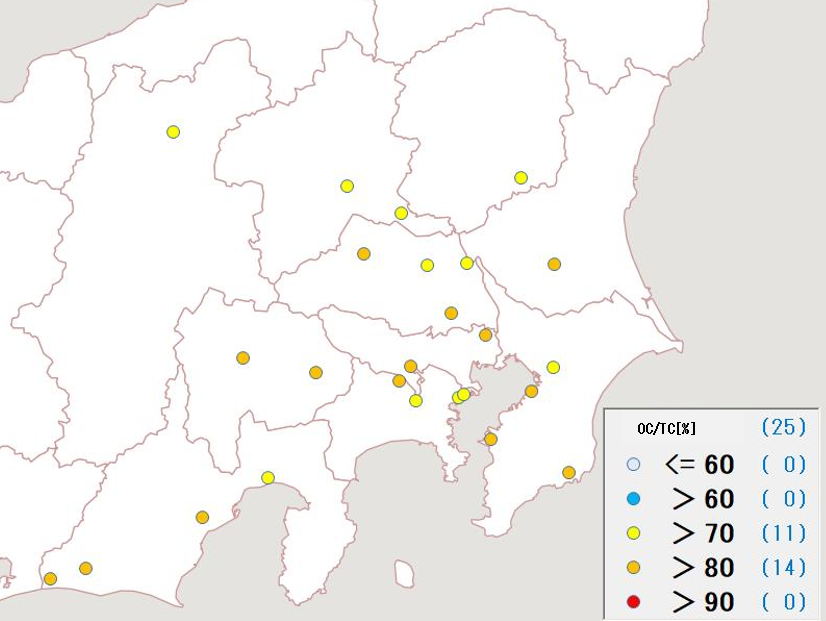 OC/TC[%] (25)
<= 60 ( 0)
> 60 ( 0)
> 70 (11)
> 80 (14)
> 90 ( 0)